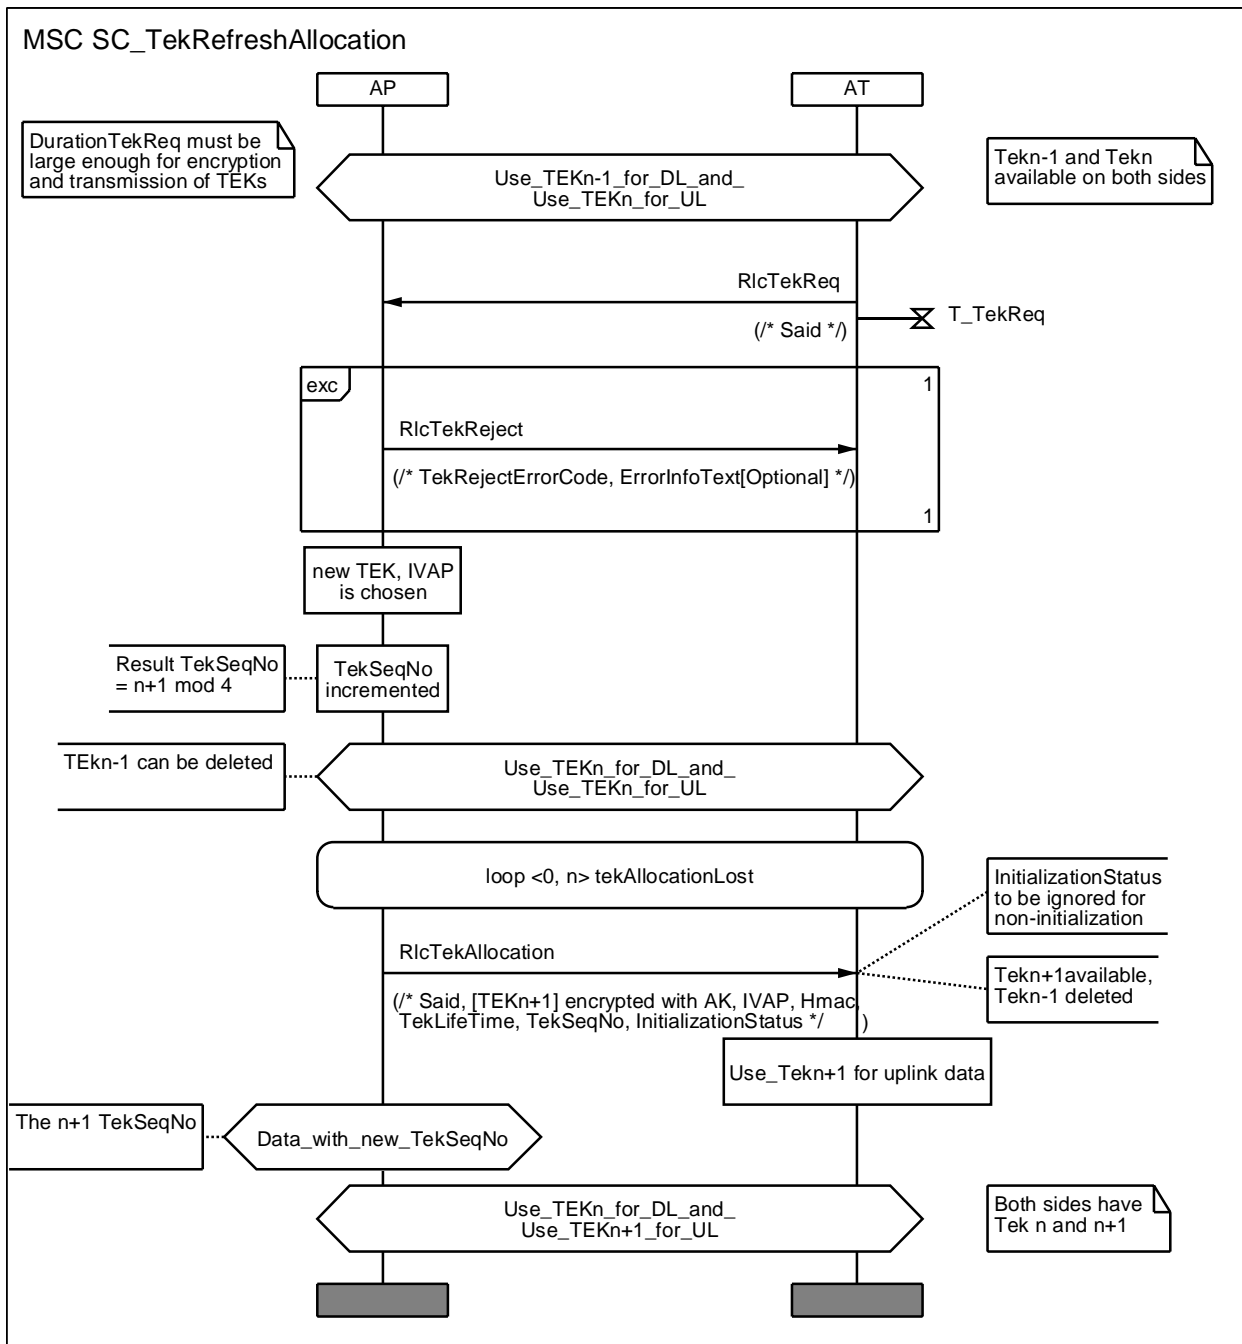 MSC SC_TekRefreshAllocation
AP
AT
DurationTekReq must be
large enough for encryption
and transmission of TEKs
Use_TEKn-1_for_DL_and_
Use_TEKn_for_UL
Tekn-1 and Tekn
available on both sides
RlcTekReq
(/* Said */)
T_TekReq
exc
1
RlcTekReject
(/* TekRejectErrorCode, ErrorInfoText[Optional] */)
1
new TEK, IVAP
is chosen
Result TekSeqNo
= n+1 mod 4
TekSeqNo
incremented
TEkn-1 can be deleted
Use_TEKn_for_DL_and_
Use_TEKn_for_UL
loop <0, n> tekAllocationLost
InitializationStatus
to be ignored for
non-initialization
RlcTekAllocation
(/* Said, [TEKn+1] encrypted with AK, IVAP, Hmac,
TekLifeTime, TekSeqNo, InitializationStatus */ )
Tekn+1available,
Tekn-1 deleted
Use_Tekn+1 for uplink data
The n+1 TekSeqNo
Data_with_new_TekSeqNo
Use_TEKn_for_DL_and_
Use_TEKn+1_for_UL
Both sides have
Tek n and n+1